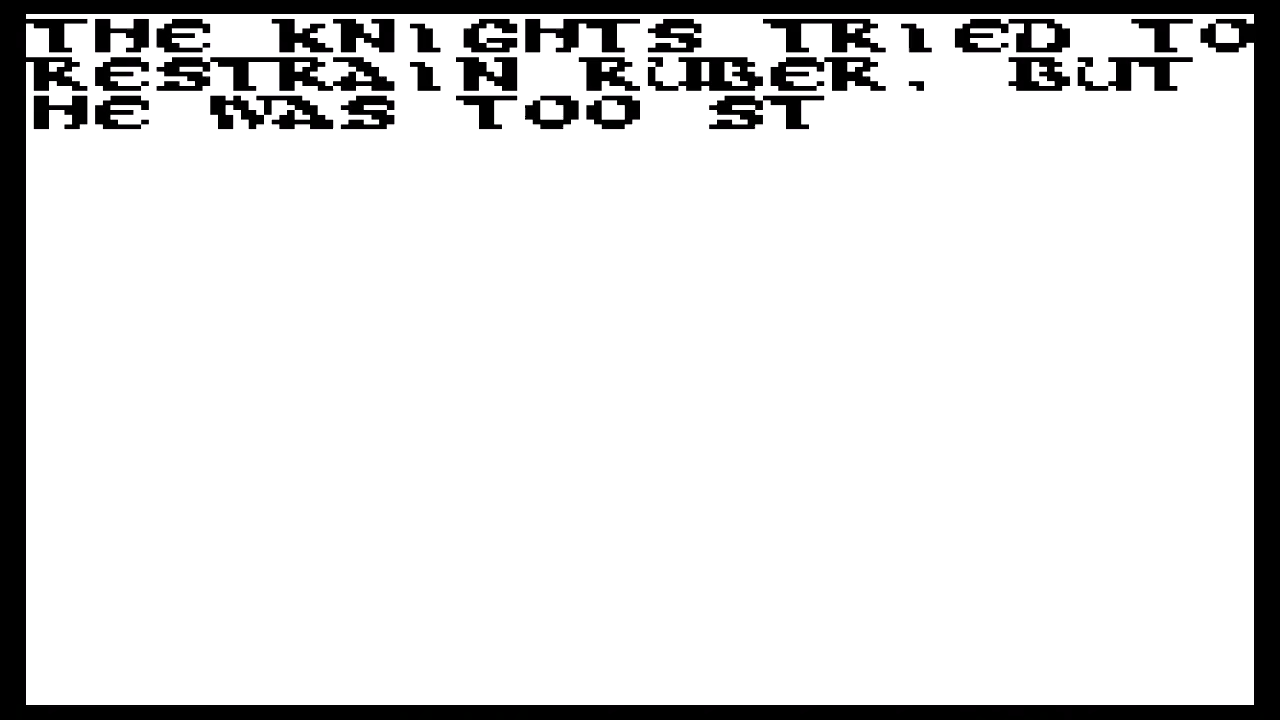 THE KNIGHTS TRIED TO
RESTRAIN RUBER, BUT
HE WAS TOO ST